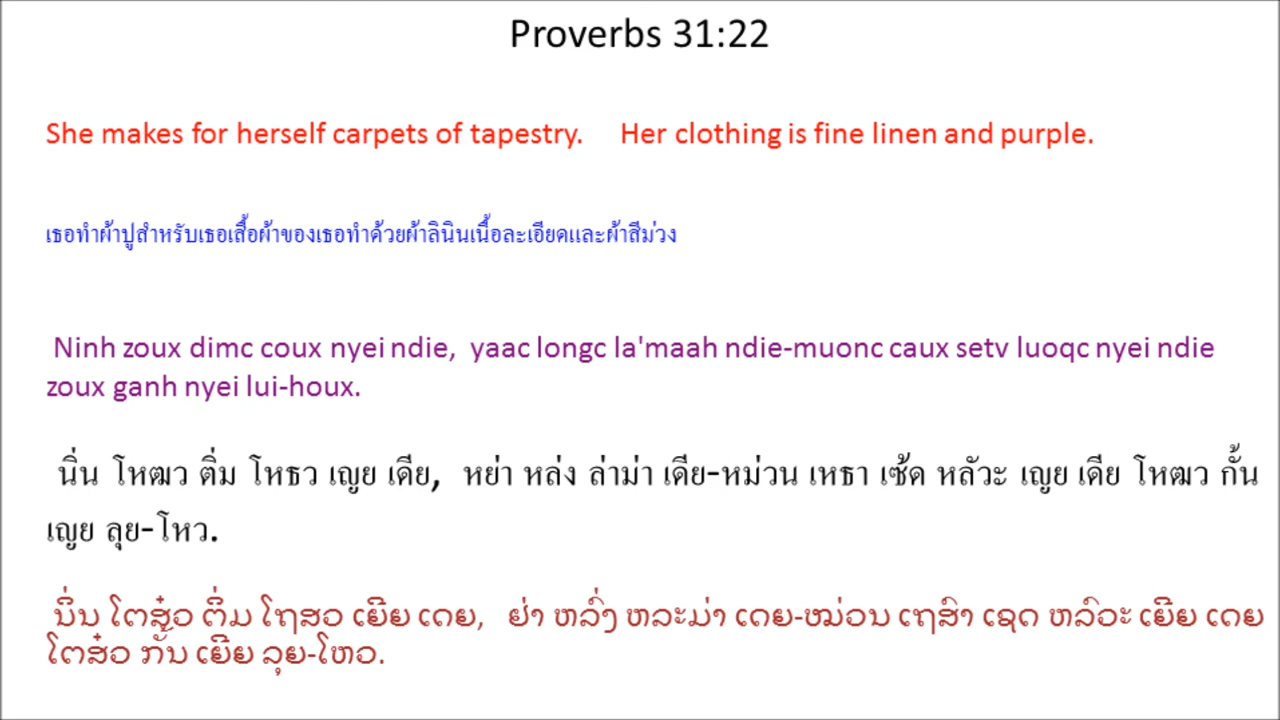 Proverbs 31:22
She makes for herself carpets of tapestry.     Her clothing is fine linen and purple.
เธอทำผ้าปูสำหรับเธอเสื้อผ้าของเธอทำด้วยผ้าลินินเนื้อละเอียดและผ้าสีม่วง
Ninh zoux dimc coux nyei ndie,  yaac longc la'maah ndie-muonc caux setv luoqc nyei ndie
zoux ganh nyei lui-houx.
นิ่น โหฒว ติ่ม โหธว เญย เดีย,  หย่า หล่ง ล่าม่า เดีย-หม่วน เหธา เซ้ด หลัวะ เญย เดีย โหฒว กั้น
เญย ลุย-โหว.
ນິ່ນ ໂຕສ໋ວ ຕິ່ມ ໂຖສວ ເຍີຍ ເດຍ,  ຢ່າ ຫລົ່ງ ຫລະມ່າ ເດຍ-ໝ່ວນ ເຖສົາ ເຊດ ຫລົວະ ເຍີຍ ເດຍ
ໂຕສ໋ວ ກັ້ນ ເຍີຍ ລຸຍ-ໂຫວ.